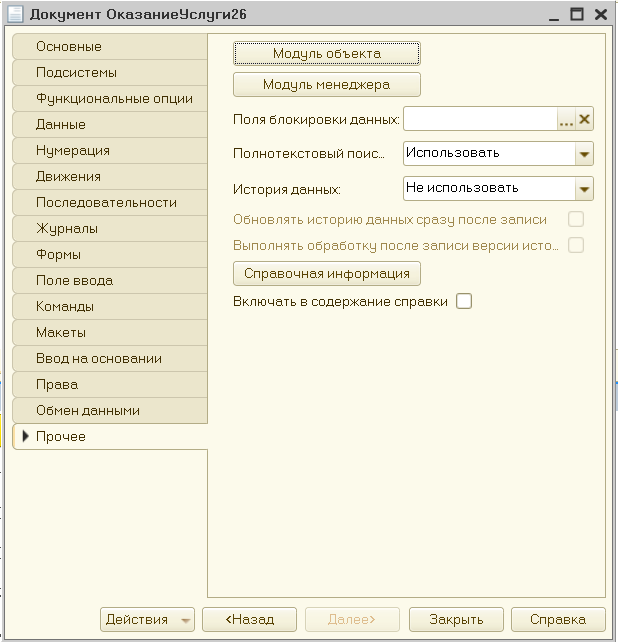 Документ ОказаниеУслуги26
Основные
Подсистемы
Функциональные опции
Данные
Нумерация
Движения
Последовательности
Журналы
Формы
Поле ввода
Команды
Макеты
Ввод на основании
Права
Обмен данными
Прочее
Модуль объекта
Модуль менеджера
Поля блокировки данных: ...
Полнотекстовый поис... Использовать
История данных: Не использовать
Обновлять историю данных сразу после записи
Выполнять обработку после записи версии исто...
Справочная информация
Включать в содержание справки
Действия <Назад Далее> Закрыть Справка